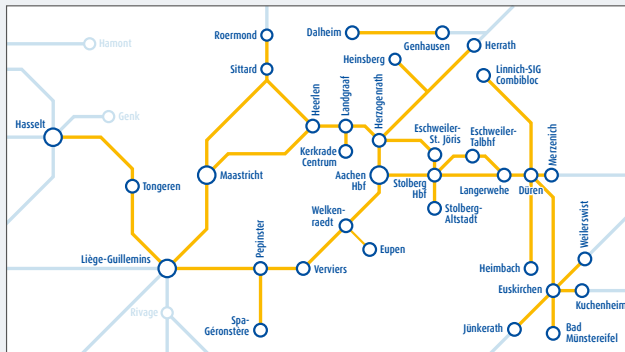 Hamont
Genk
Hasselt
Tongeren
Liège-Guillemins
Rivage
Roermond
Sittard
Maastricht
Heerlen
Landgraaf
Kerkrade
Centrum
Dalheim
Genhausen
Heinsberg
Herrath
Linnich-SIG
Combibloc
Herzogenrath
Eschweiler-
St. Jöris
Eschweiler-
Talbhf
Merzenich
Aachen
Hbf
Stolberg
Hbf
Langerwehe
Düren
Stolberg-
Altstadt
Welken-
raedt
Eupen
Pepinster
Verviers
Spa-
Géronstère
Heimbach
Weilerswist
Euskirchen
Kuchenheim
Jünkerath
Bad
Münstereifel